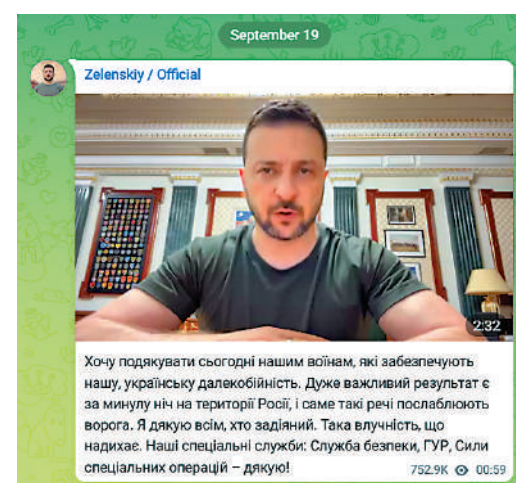 September 19
Zelenskiy / Official
2:32
Хочу подякувати сьогодні нашим воїнам, які забезпечують
нашу, українську далекобійність. Дуже важливий результат є
за минулу ніч на території Росії, і саме такі речі послаблюють
ворога. Я дякую всім, хто задіяний. Така влучність, що
надихає. Наші спеціальні служби: Служба безпеки, ГУР, Сили
спеціальних операцій – дякую!
752.9K 00:59